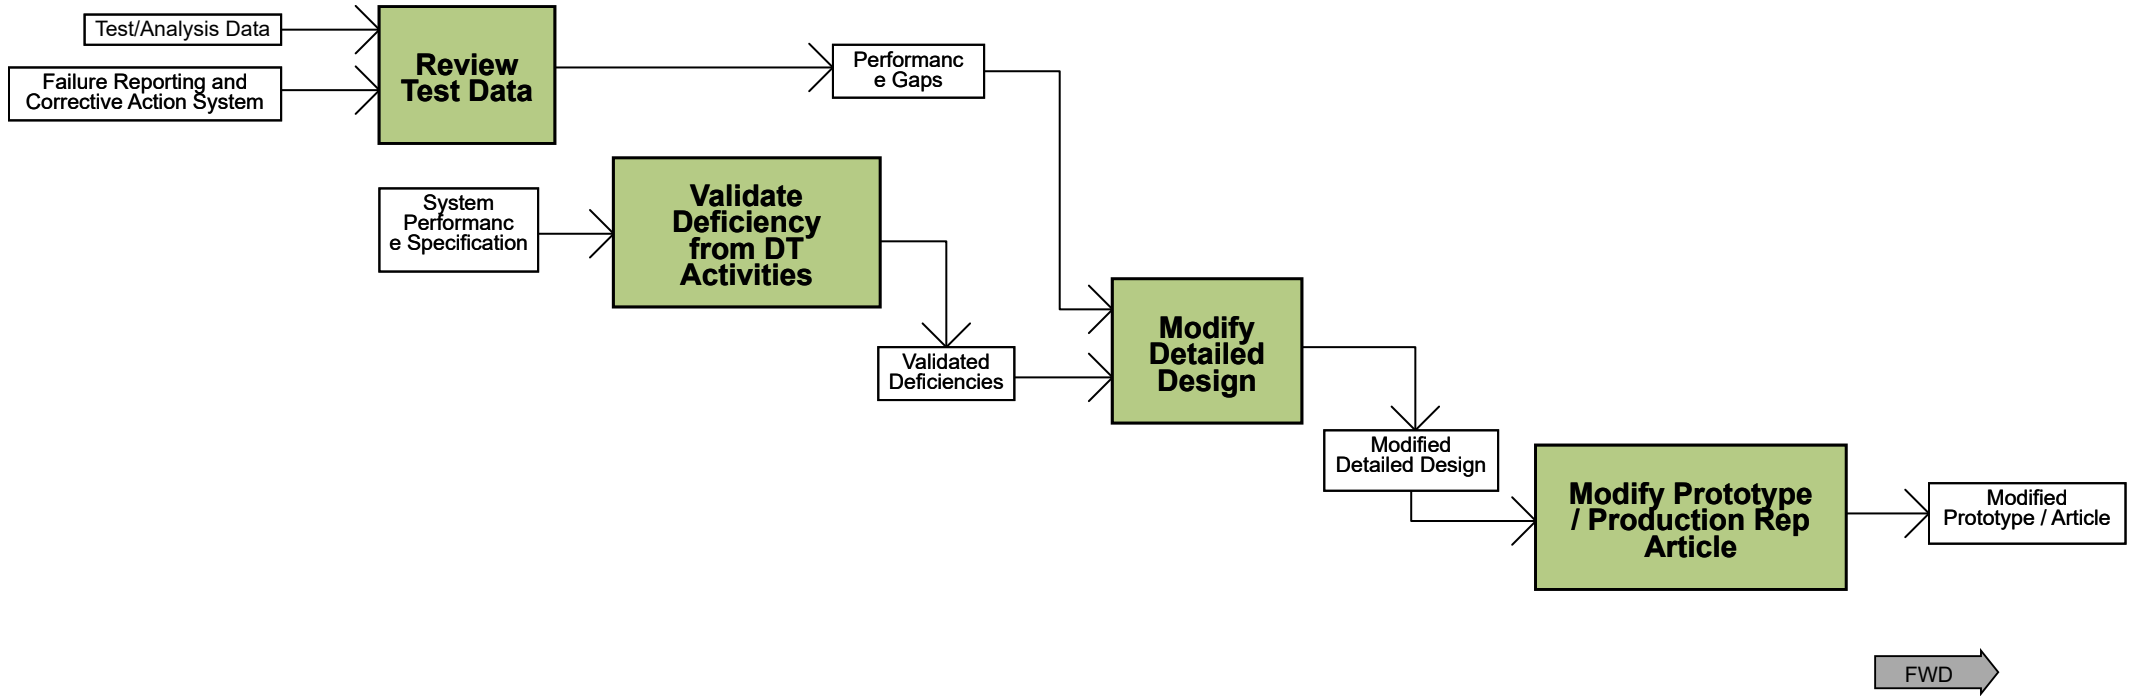 Test/Analysis Data
Failure Reporting and
Corrective Action System
Review
Test Data
Performanc
e Gaps
System
Performanc
e Specification
Validate
Deficiency
from DT
Activities
Validated
Deficiencies
Modify
Detailed
Design
Modified
Detailed Design
Modify Prototype
/ Production Rep
Article
Modified
Prototype / Article
FWD